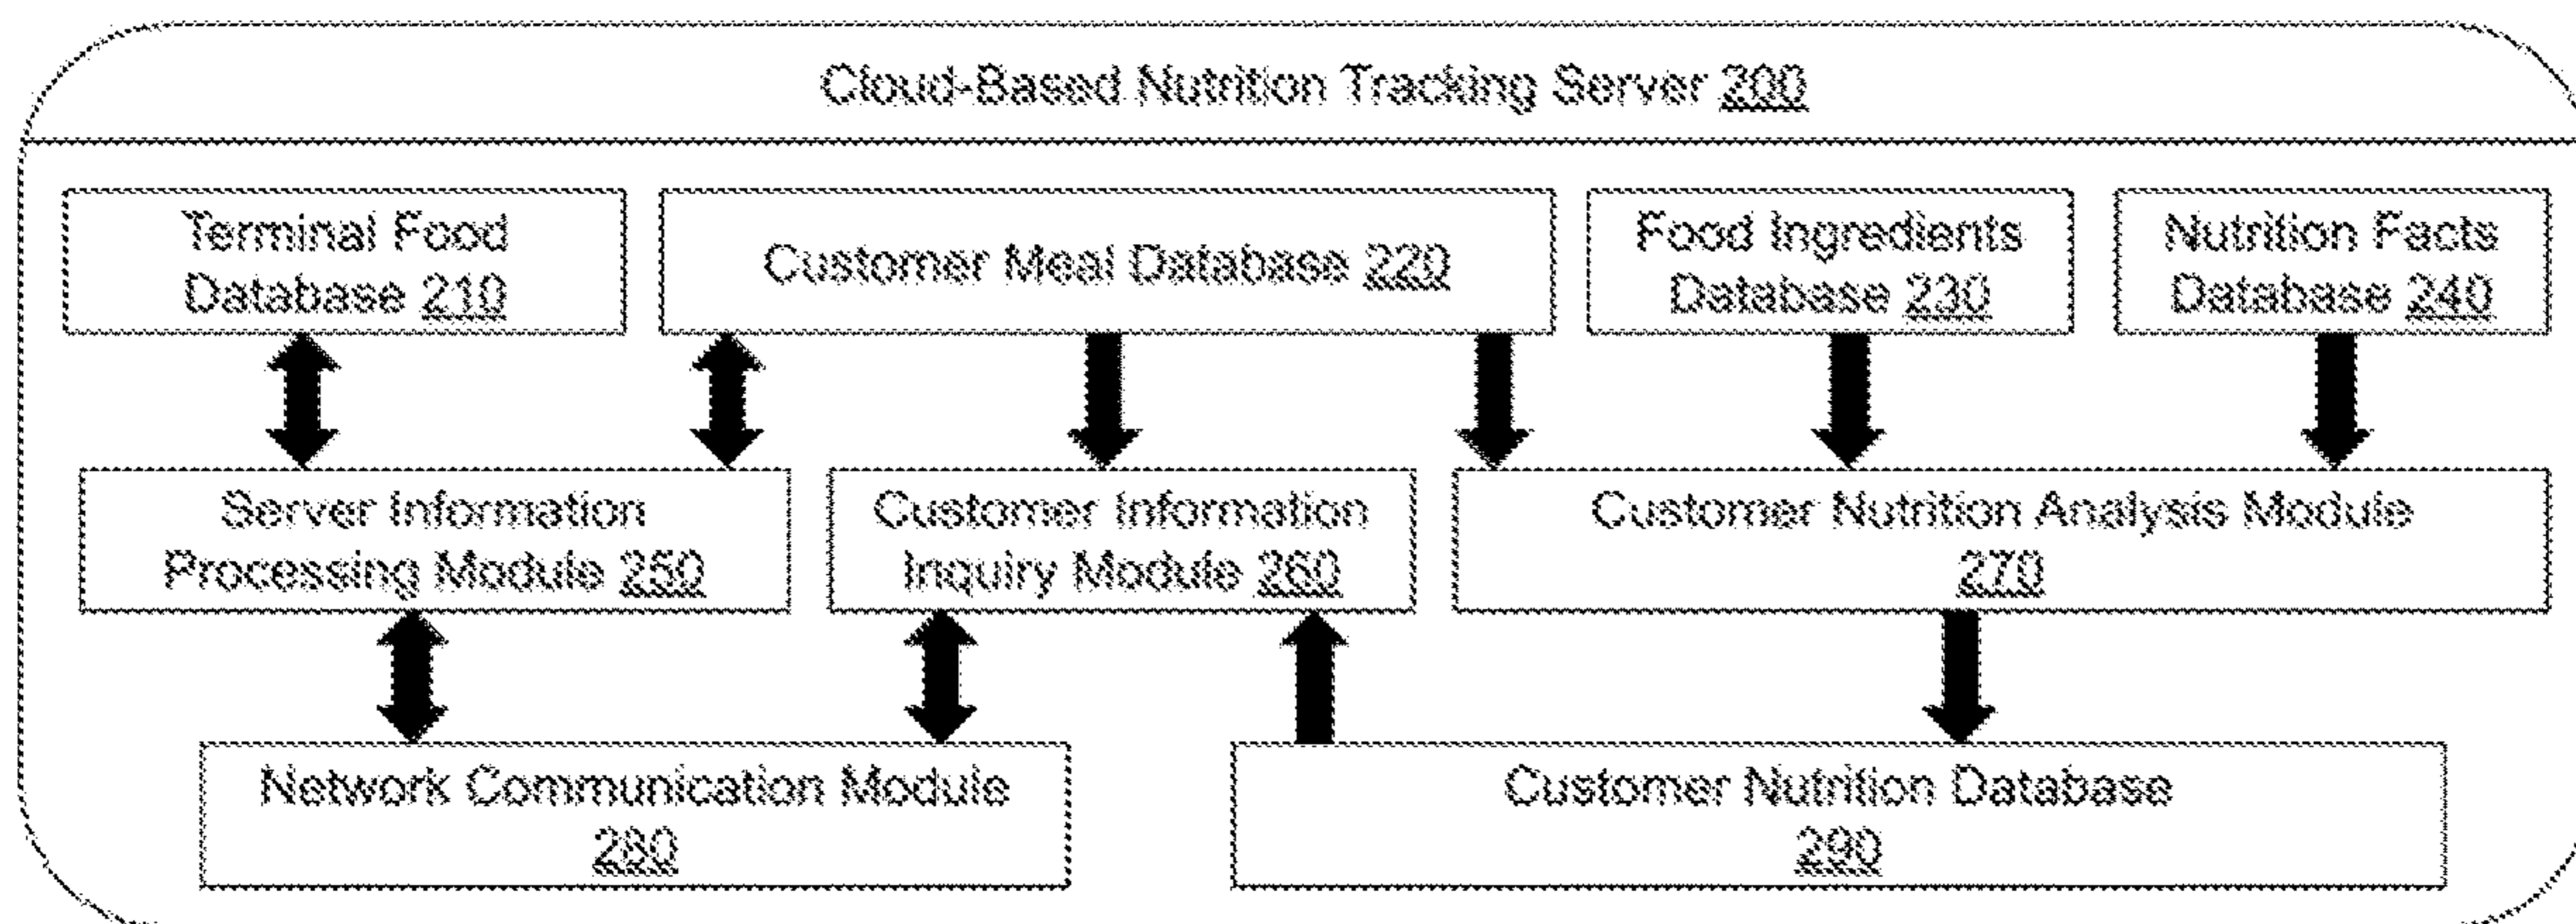 Cloud-Based Nutrition Tracking Server 200
Terminal Food
Database 210
Customer Meal Database 220
Food Ingredients
Database 230
Nutrition Facts
Database 240
Server Information
Processing Module 250
Customer Information
Inquiry Module 260
Customer Nutrition Analysis Module
270
Network Communication Module
280
Customer Nutrition Database
290